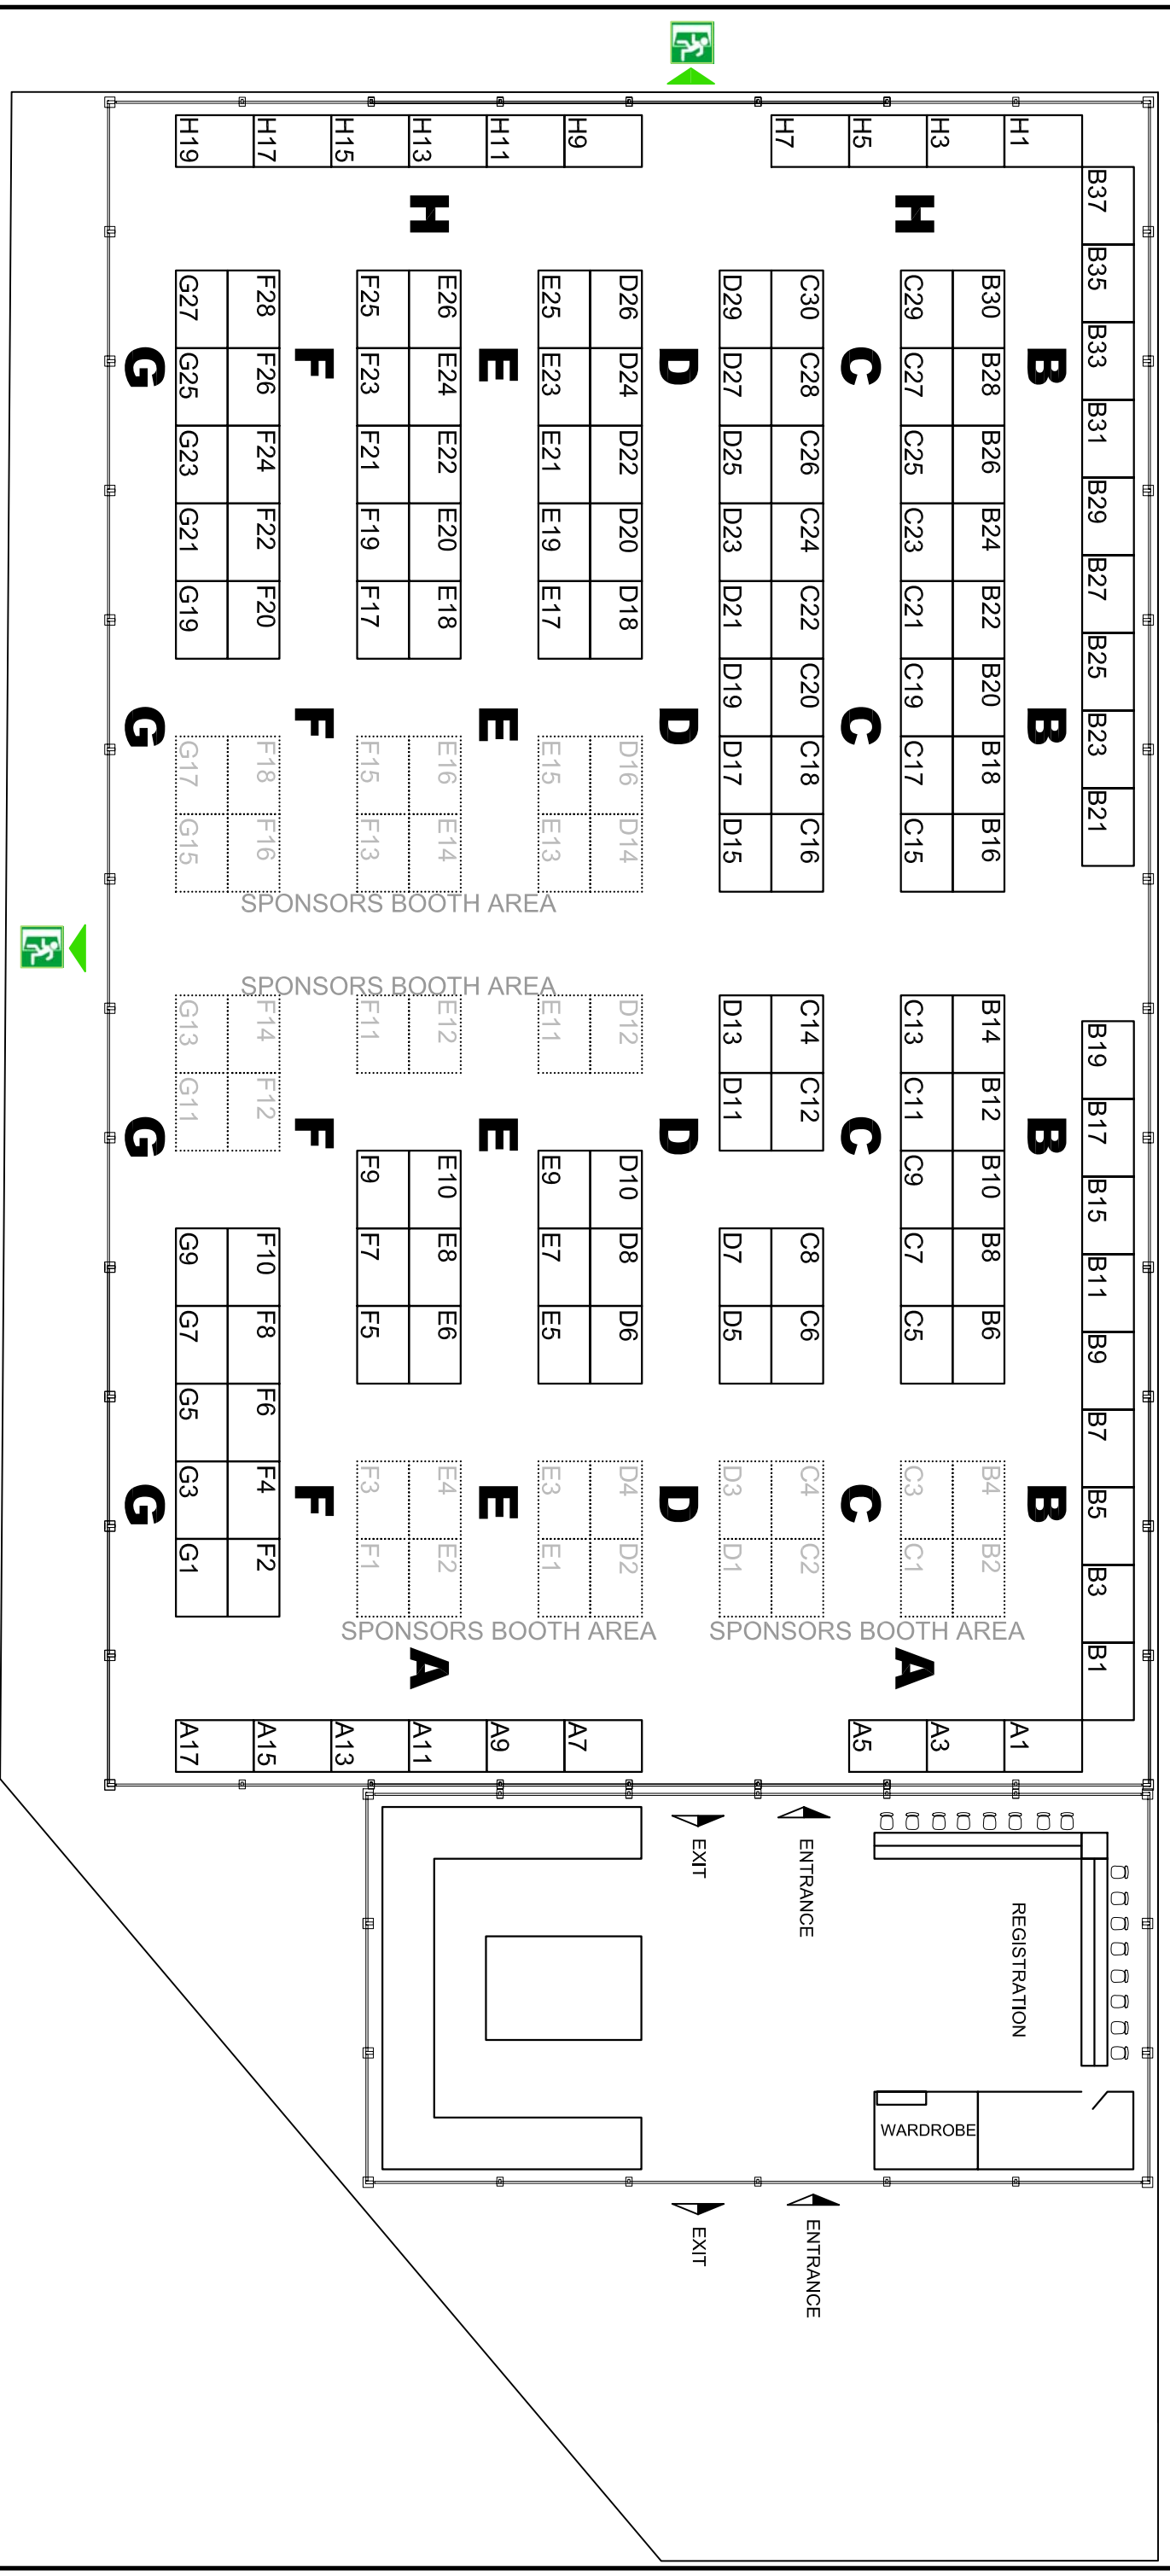 H19
H17
H15
H13
H11
H9
H7
H5
H3
H1
B37
H
H
B35
G27
F28
F25
E26
E25
D26
D29
C30
C29
B30
B33
G
F
E
D
C
B
G25
F26
F23
E24
E23
D24
D27
C28
C27
B28
B31
G23
F24
F21
E22
E21
D22
D25
C26
C25
B26
B29
G21
F22
F19
E20
E19
D20
D23
C24
C23
B24
B27
G19
F20
F17
E18
E17
D18
D21
C22
C21
B22
B25
D19
C20
C19
B20
B23
G
F
E
D
C
B
G17
F18
F15
E16
E15
D16
D17
C18
C17
B18
B21
G15
F16
F13
E14
E13
D14
D15
C16
C15
B16
SPONSORS BOOTH AREA
SPONSORS BOOTH AREA
G13
F14
F11
E12
E11
D12
D13
C14
C13
B14
B19
G11
F12
D11
C12
C11
B12
B17
G
F
E
D
C
B
F9
E10
E9
D10
C9
B10
B15
G9
F10
F7
E8
E7
D8
D7
C8
C7
B8
B11
G7
F8
F5
E6
E5
D6
D5
C6
C5
B6
B9
G5
F6
B7
G3
F4
F3
E4
E3
D4
D3
C4
C3
B4
B5
G
F
E
D
C
B
G1
F2
F1
E2
E1
D2
D1
C2
C1
B2
B3
SPONSORS BOOTH AREA
SPONSORS BOOTH AREA
A
A
B1
A17
A15
A13
A11
A9
A7
A5
A3
A1
EXIT
ENTRANCE
REGISTRATION
WARDROBE
EXIT
ENTRANCE